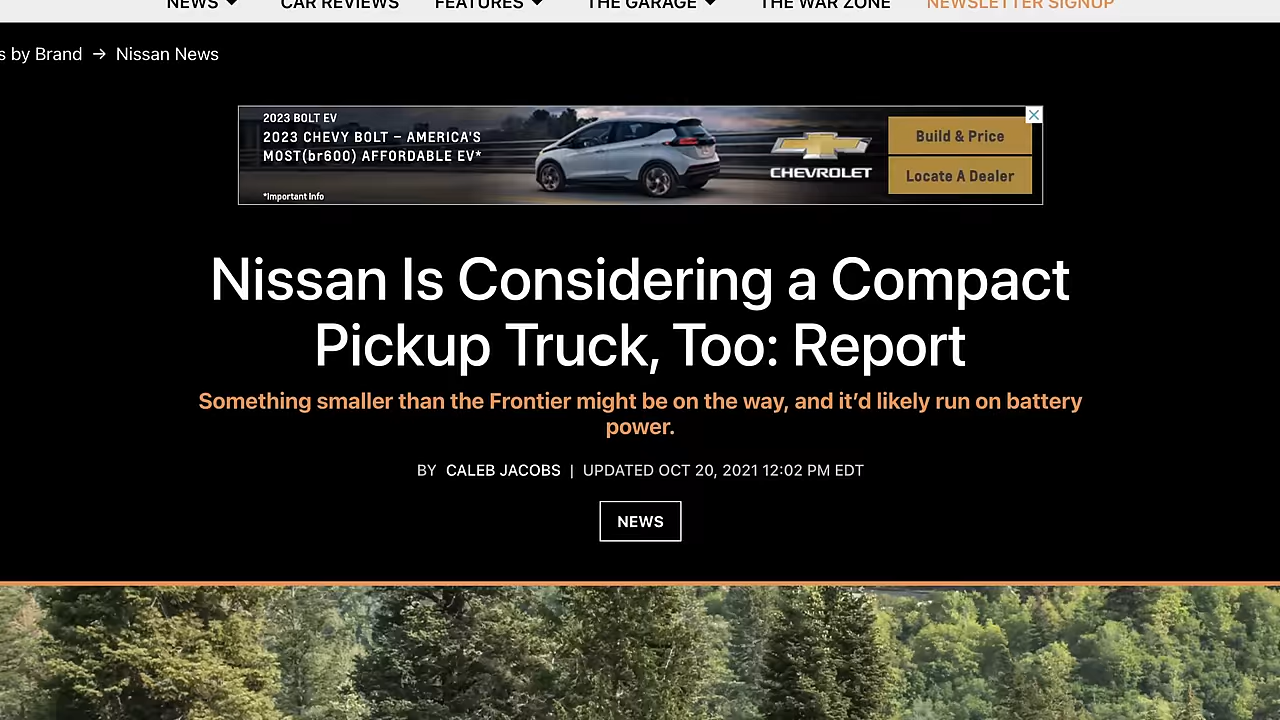 NEWS CAR REVIEWS FEATURES THE GARAGE THE WAR ZONE NEWSLETTER SIGNUP
s by Brand → Nissan News
2023 BOLT EV
2023 CHEVY BOLT – AMERICA'S
MOST(br600) AFFORDABLE EV*
*Important Info
CHEVROLET
Build & Price
Locate A Dealer
Nissan Is Considering a Compact
Pickup Truck, Too: Report
Something smaller than the Frontier might be on the way, and it’d likely run on battery
power.
BY CALEB JACOBS | UPDATED OCT 20, 2021 12:02 PM EDT
NEWS